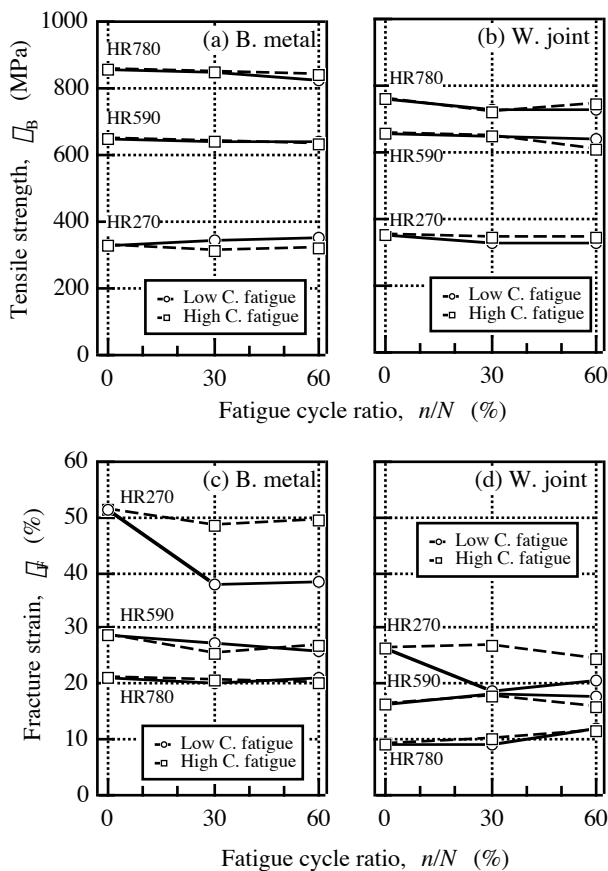 (a) B. metal
(b) W. joint
1000
800
600
400
200
0
Tensile strength, □B (MPa)
HR780
HR590
HR270
Low C. fatigue
High C. fatigue
HR780
HR590
HR270
Low C. fatigue
High C. fatigue
0 30 60 0 30 60
Fatigue cycle ratio, n/N (%)
(c) B. metal
(d) W. joint
60
50
40
30
20
10
0
Fracture strain, (%)
HR270
HR590
HR780
Low C. fatigue
High C. fatigue
Low C. fatigue
High C. fatigue
HR270
HR590
HR780
0 30 60 0 30 60
Fatigue cycle ratio, n/N (%)